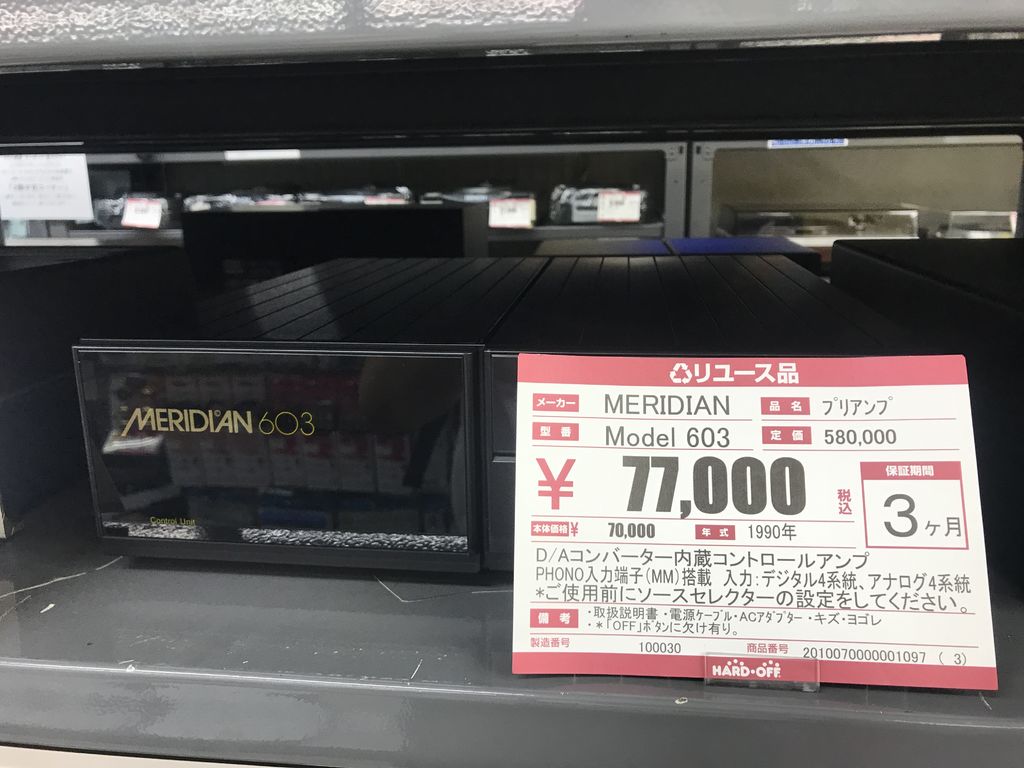 MERIDIAN 603
Control Unit
リユース品
メーカー MERIDIAN 品名 プリアンプ
型番 Model 603 定価 580,000
¥ 77,000 税込
本体価格¥ 70,000 年式 1990年
保証期間
3ヶ月
D/Aコンバーター内蔵コントロールアンプ
PHONO入力端子(MM)搭載 入力:デジタル4系統、アナログ4系統
*ご使用前にソースセレクターの設定をしてください。
備考 ・取扱説明書・電源ケーブル・ACアダプター・キズ・ヨゴレ
・*「OFF」ボタンに欠け有り。
製造番号 100030 商品番号 2010070000001097 ( 3)
HARD・OFF